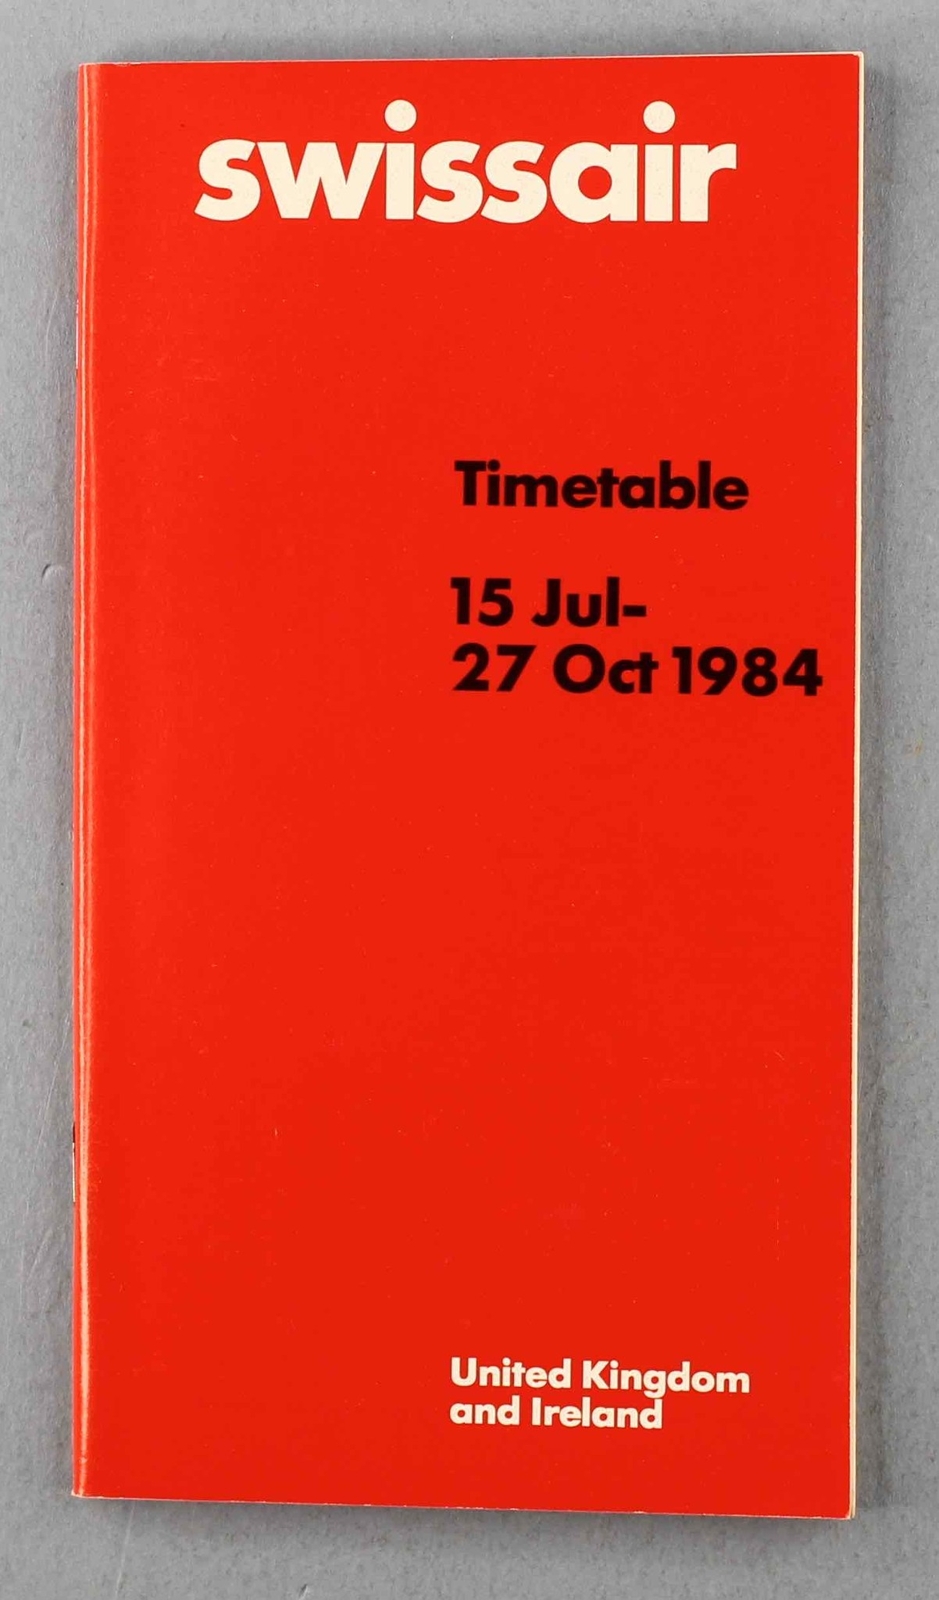 swissair
Timetable
15 Jul-
27 Oct 1984
United Kingdom
and Ireland